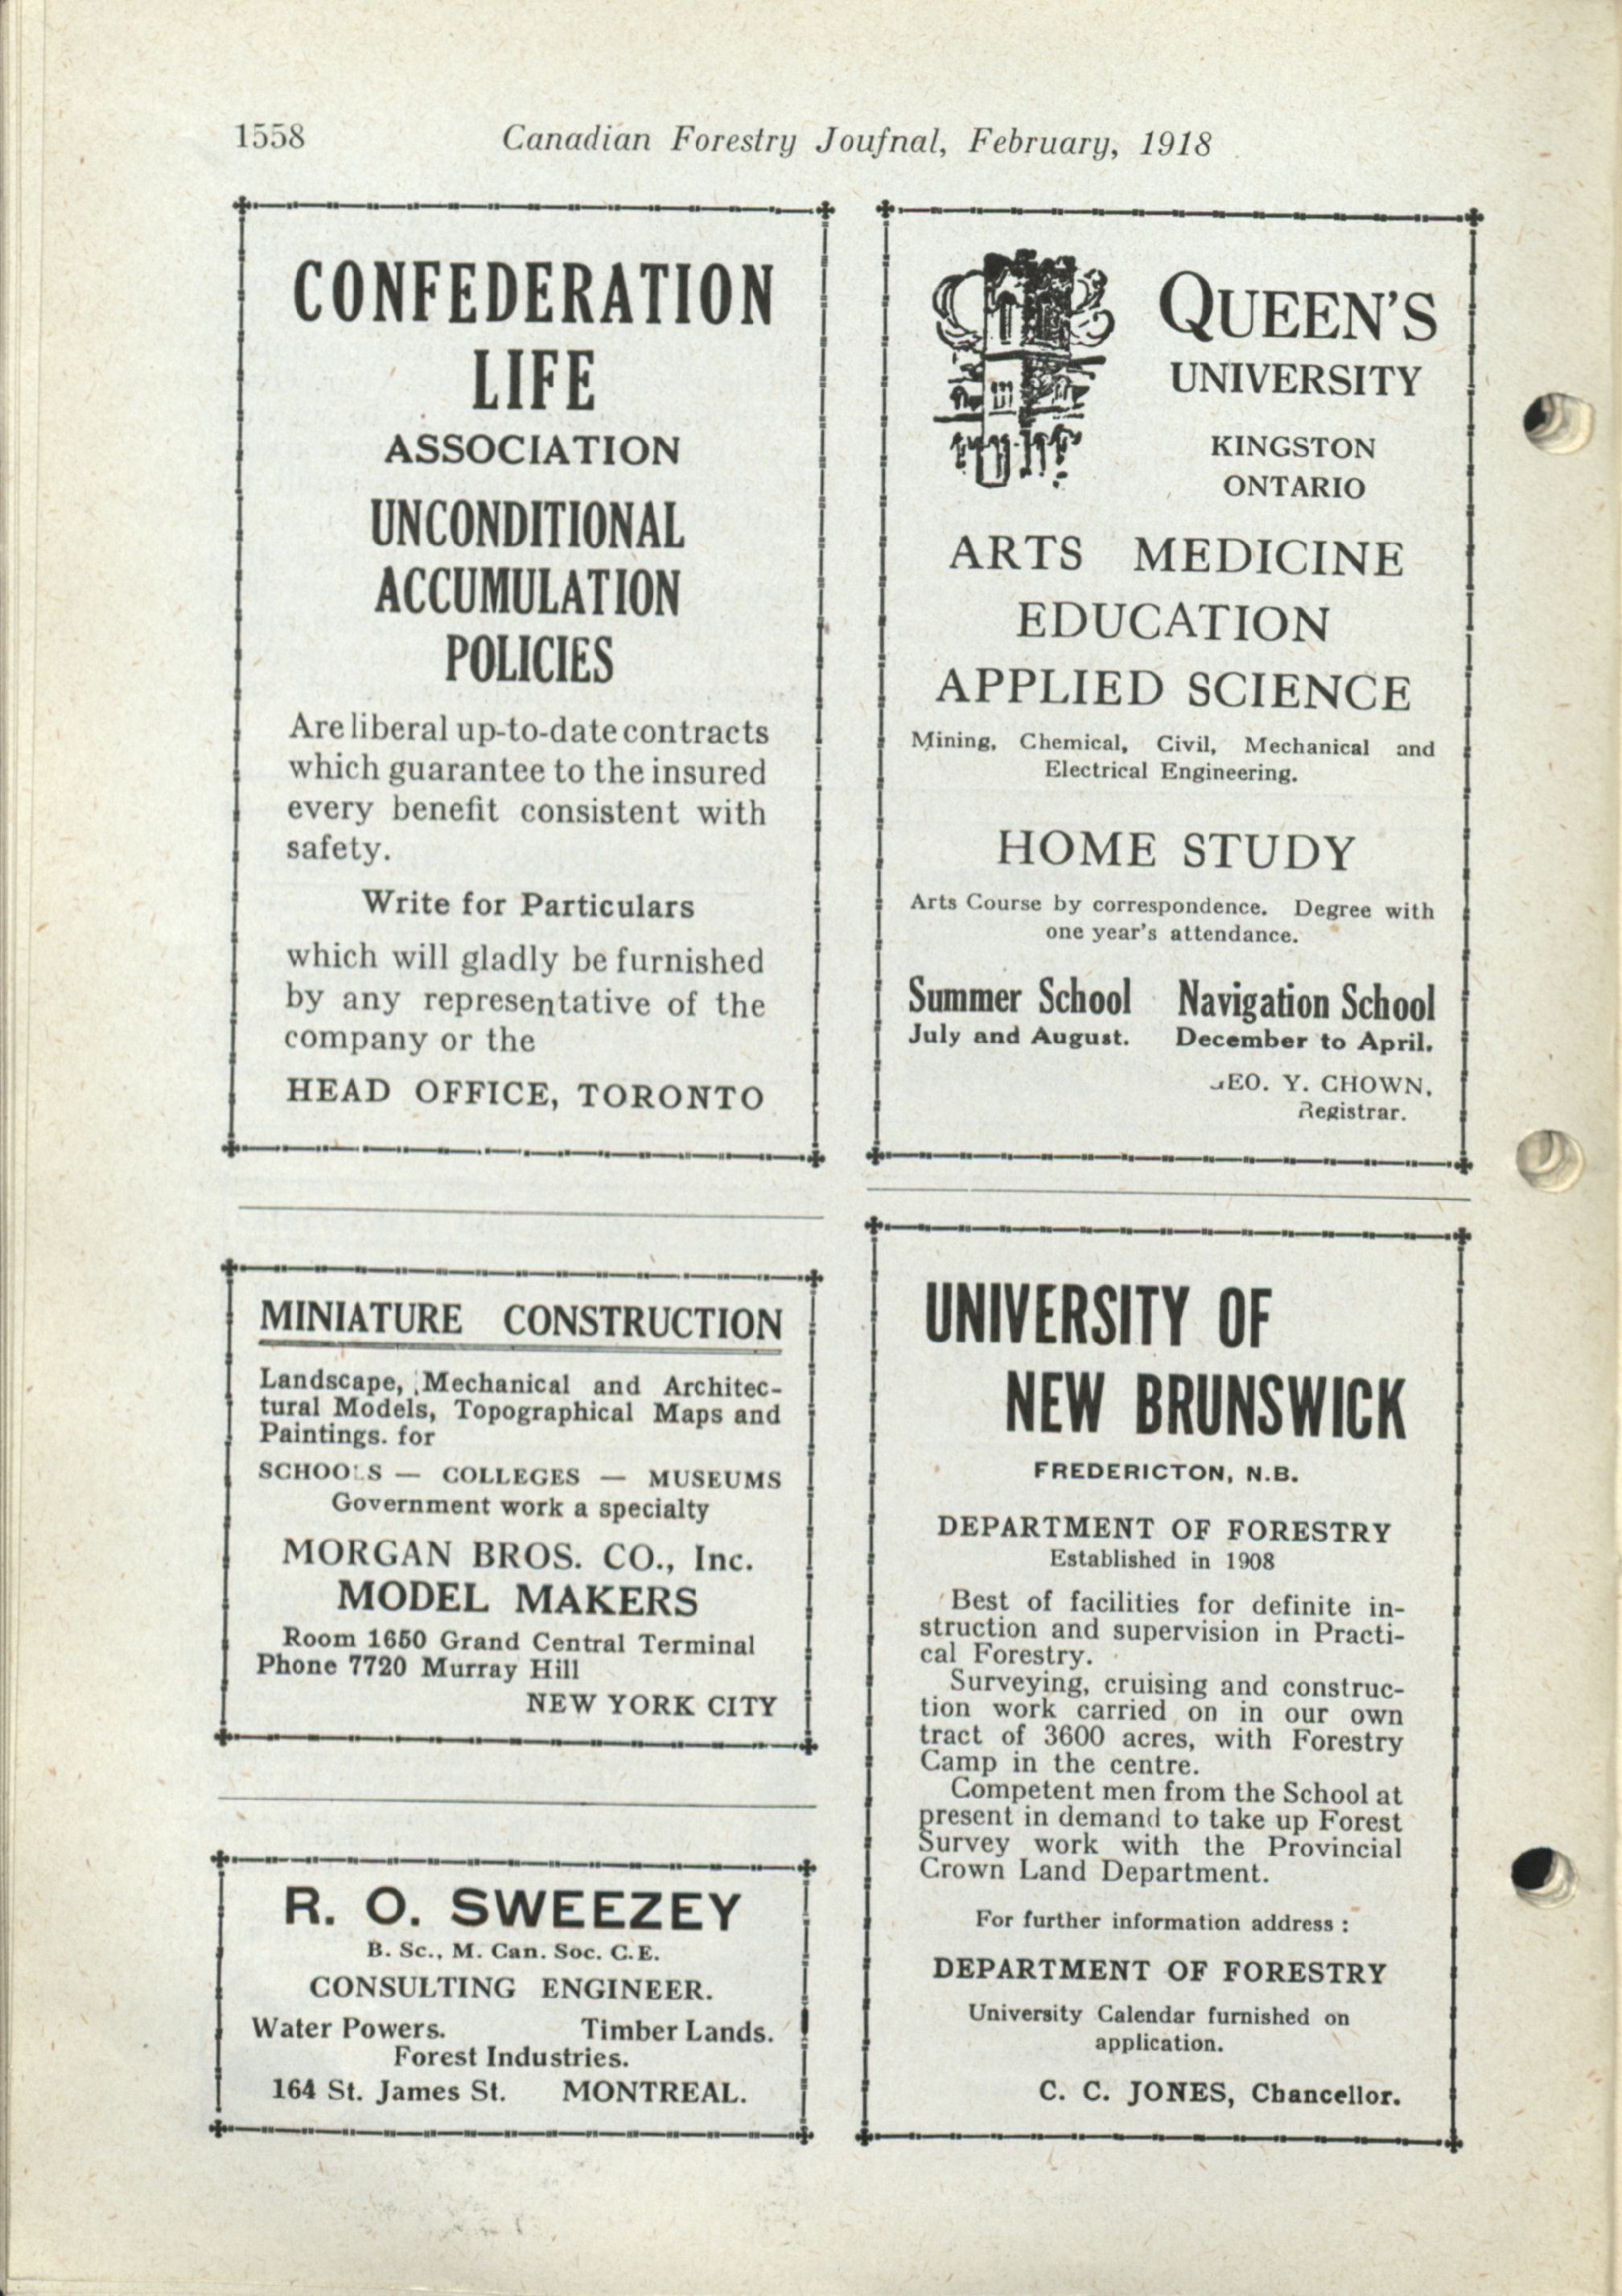 1558
Canadian Forestry Joufnal, February, 1918
CONFEDERATION
LIFE
ASSOCIATION
UNCONDITIONAL
ACCUMULATION
POLICIES
Are liberal up-to-date contracts
which guarantee to the insured
every benefit consistent with
safety.
Write for Particulars
which will gladly be furnished
by any representative of the
company or the
HEAD OFFICE, TORONTO
MINIATURE CONSTRUCTION
Landscape, Mechanical and Architec-
tural Models, Topographical Maps and
Paintings. for
SCHOOLS — COLLEGES — MUSEUMS
Government work a specialty
MORGAN BROS. CO., Inc.
MODEL MAKERS
Room 1650 Grand Central Terminal
Phone 7720 Murray Hill
NEW YORK CITY
R. O. SWEEZEY
B. Sc., M. Can. Soc. C.E.
CONSULTING ENGINEER.
Water Powers. Timber Lands.
Forest Industries.
164 St. James St. MONTREAL.
QUEEN'S
UNIVERSITY
KINGSTON
ONTARIO
ARTS MEDICINE
EDUCATION
APPLIED SCIENCE
Mining, Chemical, Civil, Mechanical and
Electrical Engineering.
HOME STUDY
Arts Course by correspondence. Degree with
one year's attendance.
Summer School Navigation School
July and August. December to April.
GEO. Y. CHOWN,
Registrar.
UNIVERSITY OF
NEW BRUNSWICK
FREDERICTON, N.B.
DEPARTMENT OF FORESTRY
Established in 1908
Best of facilities for definite in-
struction and supervision in Practi-
cal Forestry.
Surveying, cruising and construc-
tion work carried on in our own
tract of 3600 acres, with Forestry
Camp in the centre.
Competent men from the School at
present in demand to take up Forest
Survey work with the Provincial
Crown Land Department.
For further information address :
DEPARTMENT OF FORESTRY
University Calendar furnished on
application.
C. C. JONES, Chancellor.